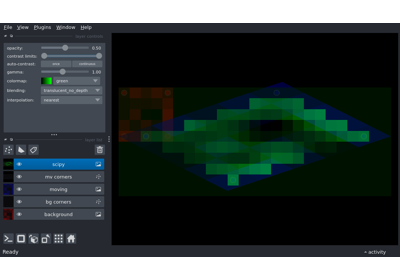 File View Plugins Window Help
opacity: 0.50
contrast limits:
auto-contrast: once continuous
gamma: 1.00
colormap: green
blending: translucent_no_depth
interpolation: nearest
scipy
mv corners
moving
bg corners
background
Ready
activity